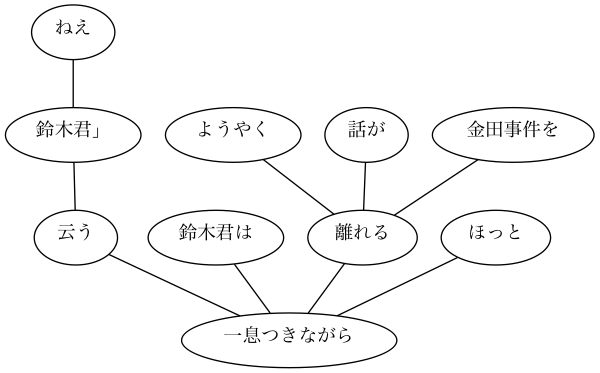 ねえ
鈴木君」
ようやく
話が
金田事件を
云う
鈴木君は
離れる
ほっと
一息つきながら